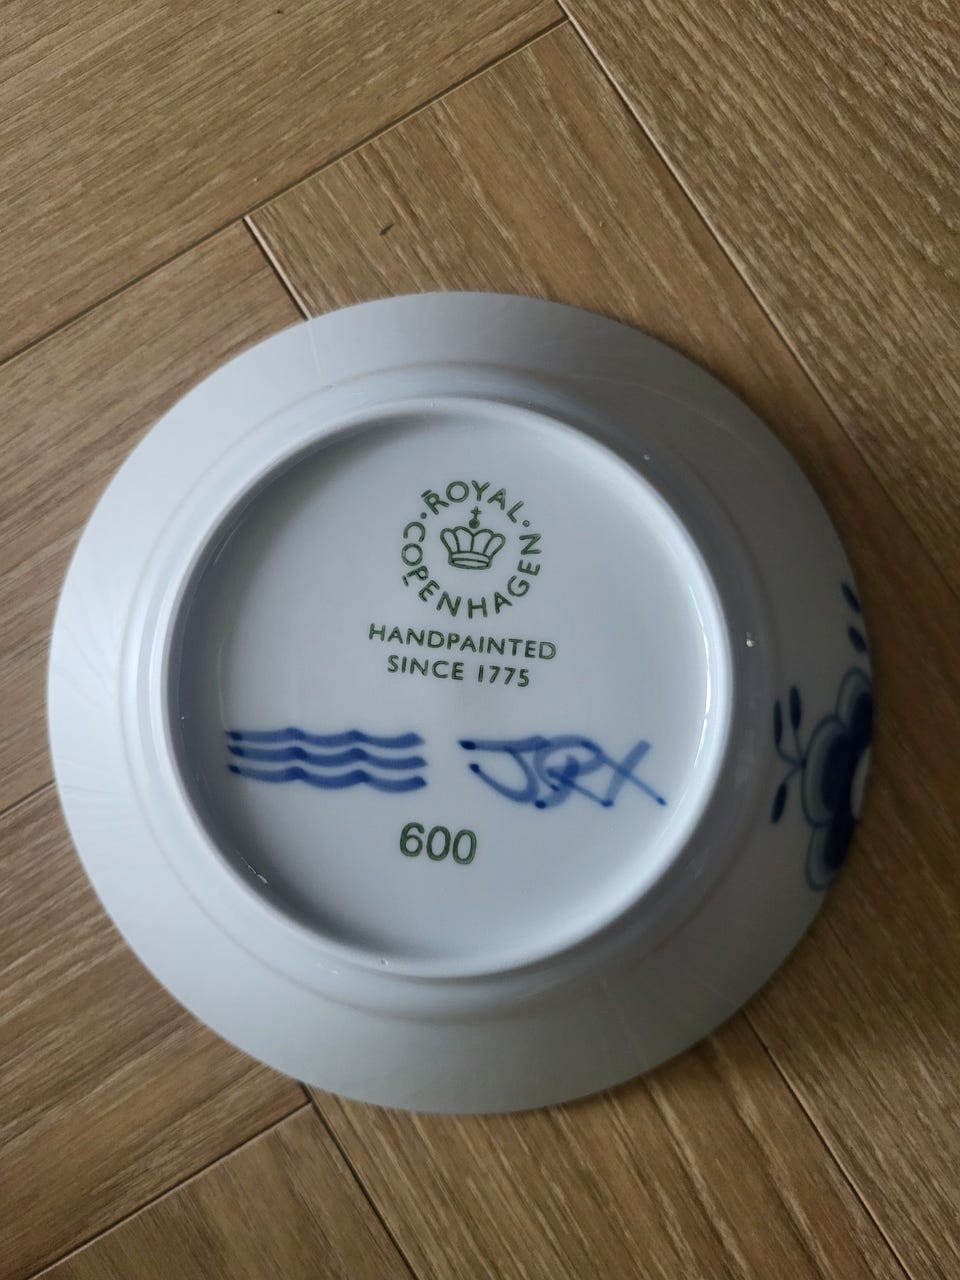 ROYAL · COPENHAGEN ·
HANDPAINTED
SINCE 1775
600